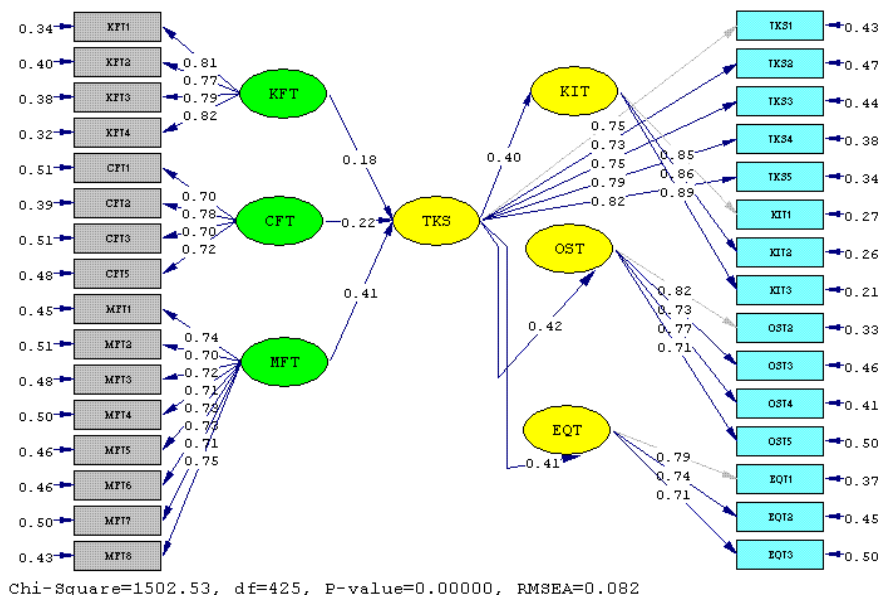 0.34 KFT1
0.40 KFT2
0.38 KFT3
0.32 KFT4
0.51 CFT1
0.39 CFT2
0.51 CFT3
0.48 CFT5
0.45 MFT1
0.51 MFT2
0.48 MFT3
0.50 MFT4
0.46 MFT5
0.46 MFT6
0.50 MFT7
0.43 MFT8
0.81
0.77
0.79
0.82
0.70
0.78
0.70
0.72
0.74
0.70
0.72
0.71
0.73
0.73
0.71
0.75
KFT
CFT
MFT
0.18
0.22
0.41
TKS
0.40
0.42
0.41
KIT
OST
EQT
0.75
0.73
0.75
0.79
0.82
0.85
0.86
0.89
0.82
0.73
0.77
0.71
0.79
0.74
0.71
TKS1 0.43
TKS2 0.47
TKS3 0.44
TKS4 0.38
TKS5 0.34
KIT1 0.27
KIT2 0.26
KIT3 0.21
OST2 0.33
OST3 0.46
OST4 0.41
OST5 0.50
EQT1 0.37
EQT2 0.45
EQT3 0.50
Chi-Square=1502.53, df=425, P-value=0.00000, RMSEA=0.082